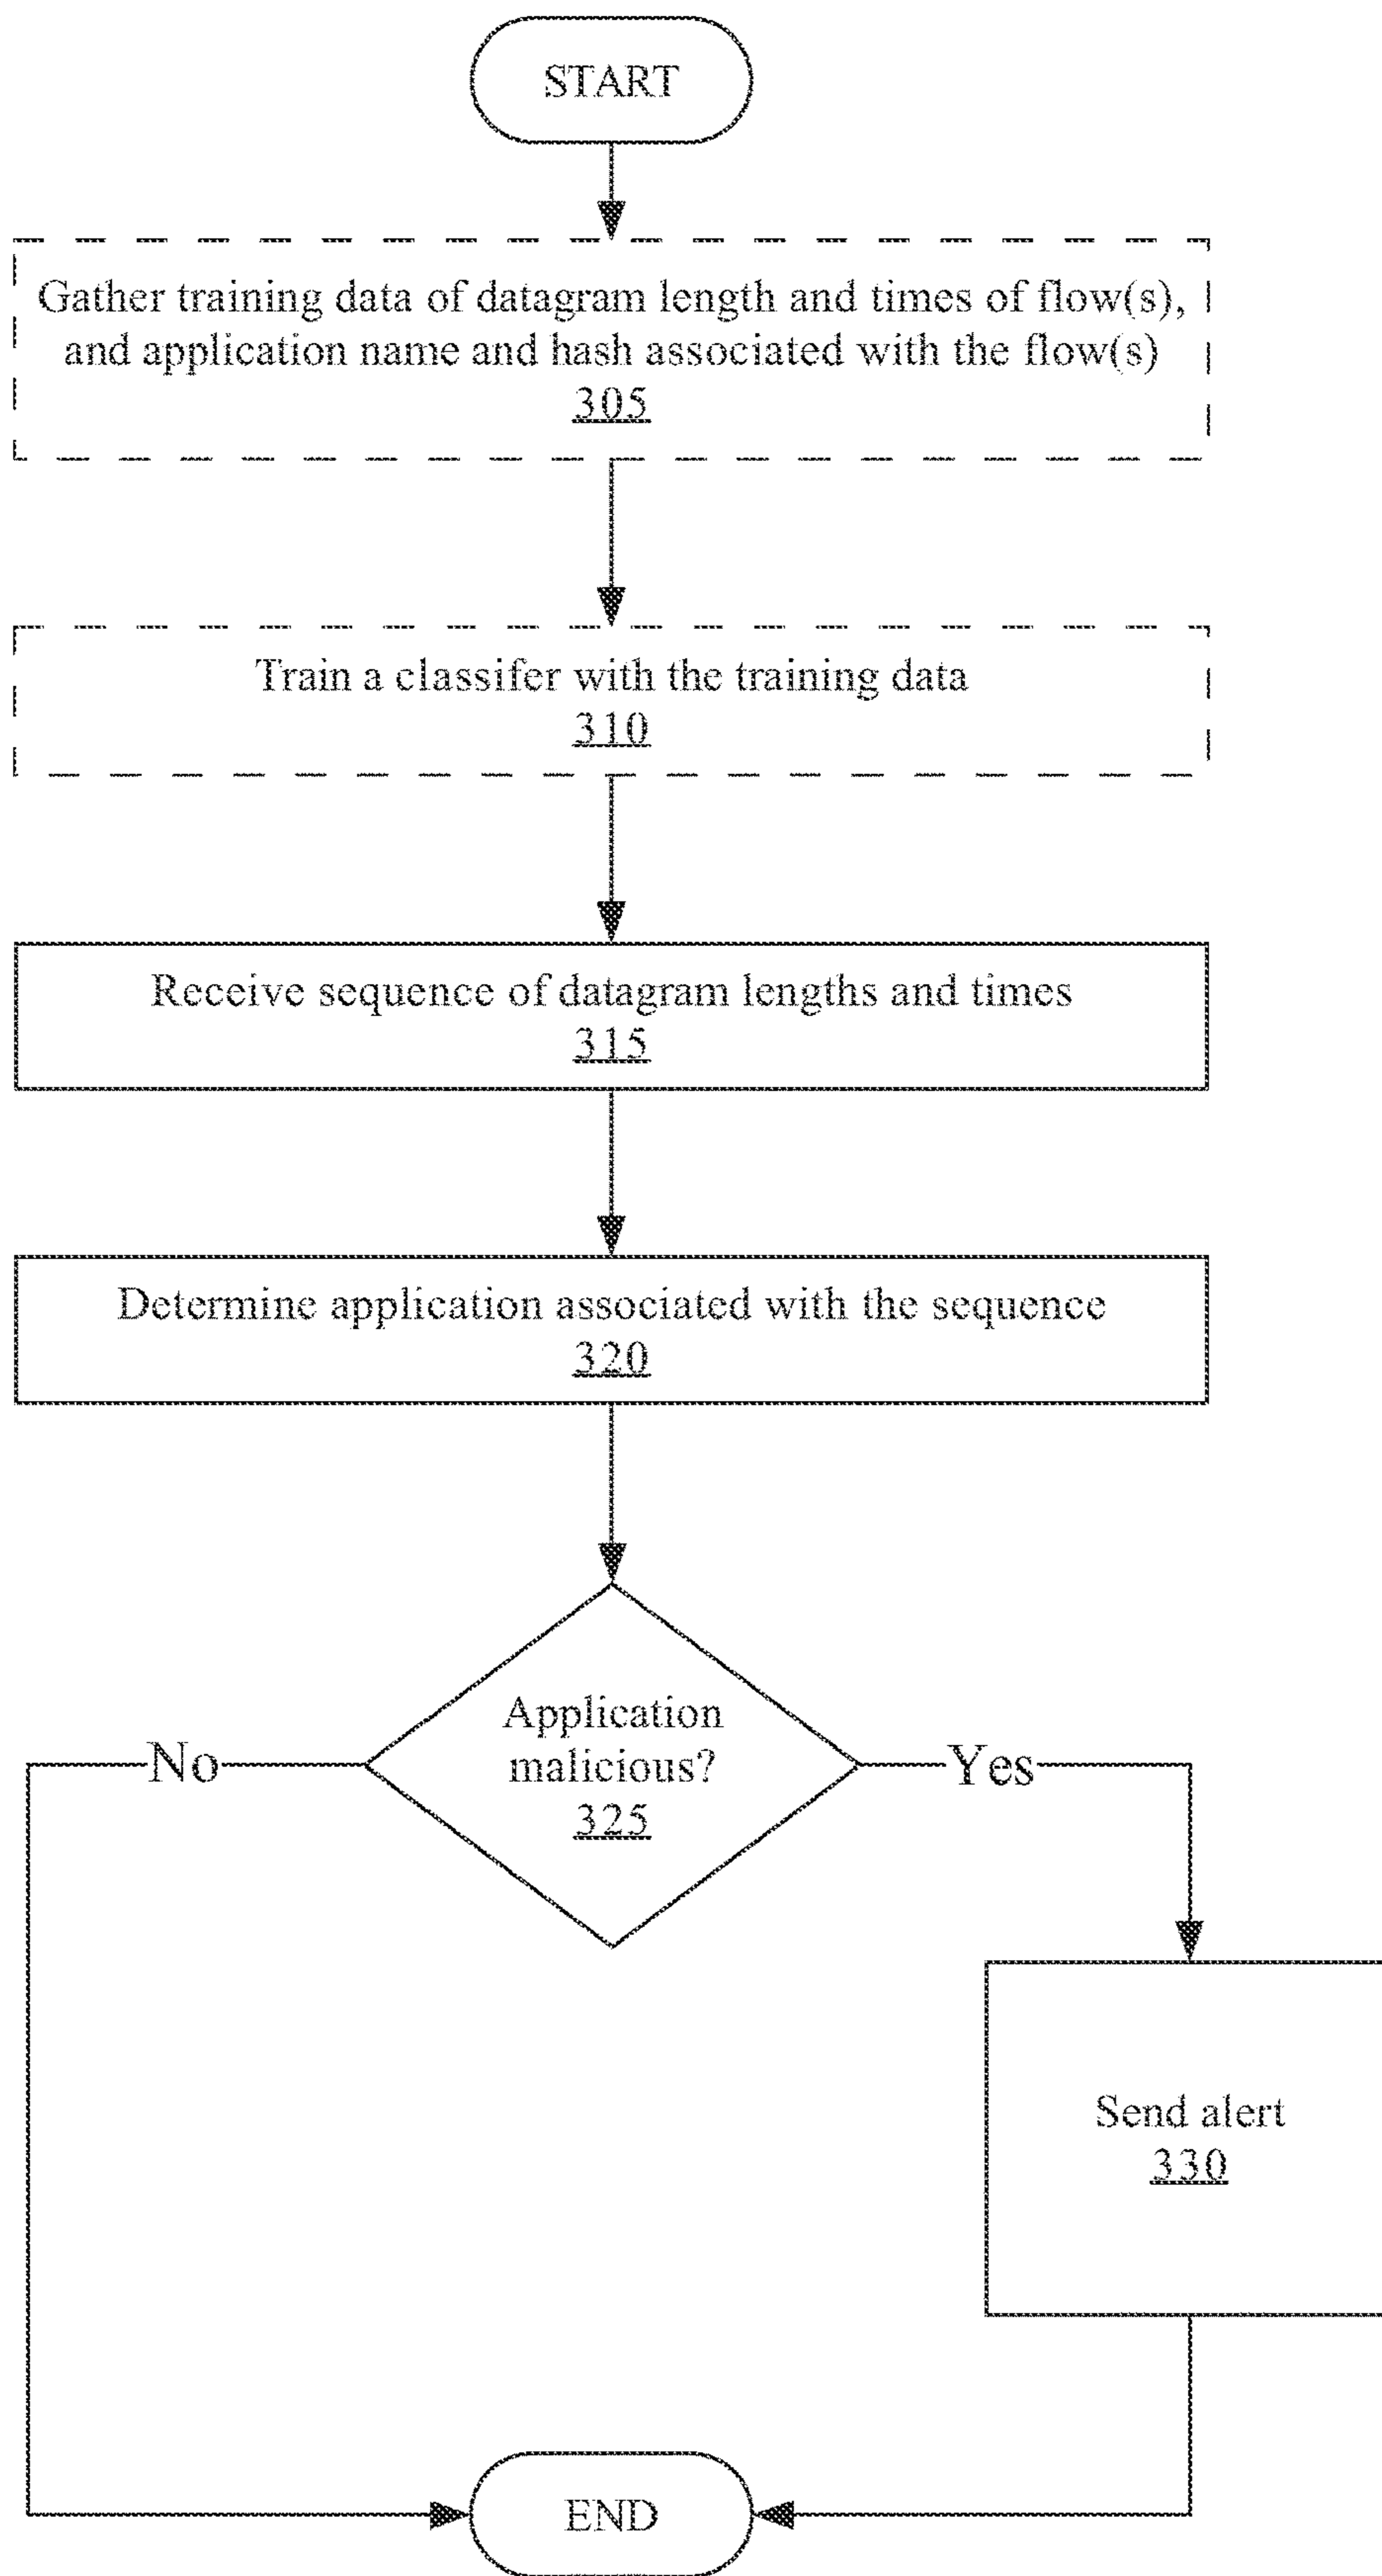 START
Gather training data of datagram length and times of flow(s),
and application name and hash associated with the flow(s)
305
Train a classifer with the training data
310
Receive sequence of datagram lengths and times
315
Determine application associated with the sequence
320
Application
malicious?
325
No
Yes
Send alert
330
END